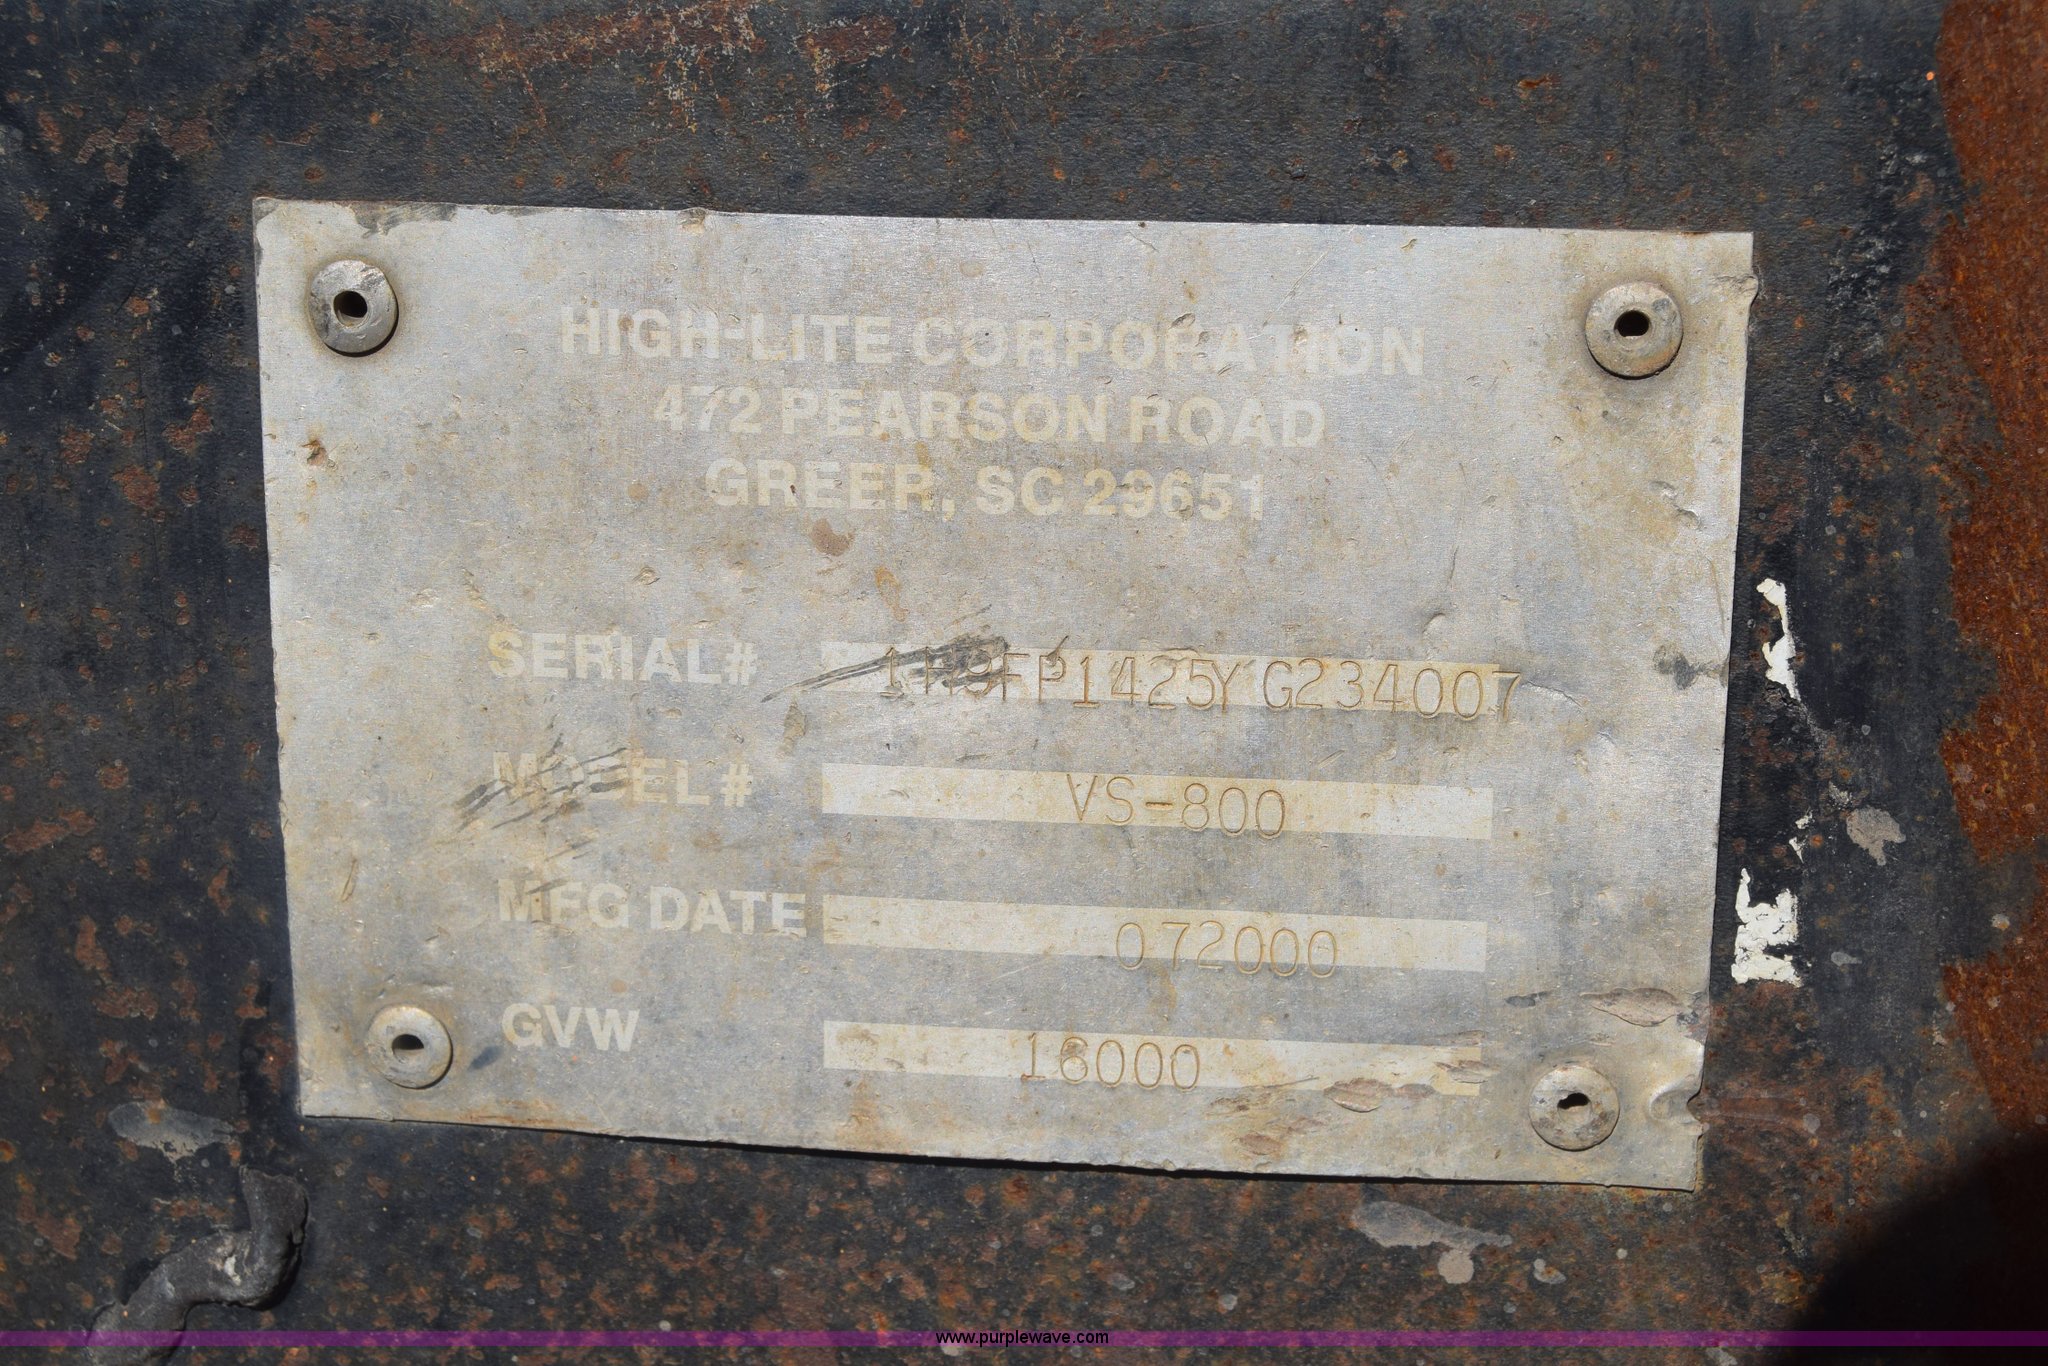 HIGH-LITE CORPORATION
472 PEARSON ROAD
GREER, SC 29651
SERIAL# 1H9FP1425YG234007
MODEL# VS-800
MFG DATE 072000
GVW 16000
www.purplewave.com